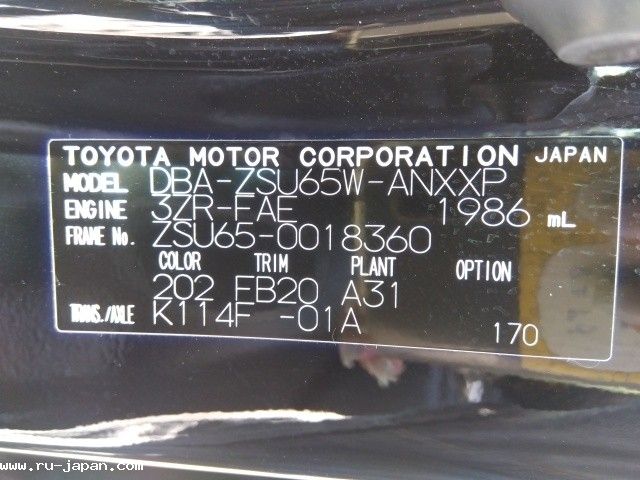 TOYOTA MOTOR CORPORATION JAPAN
MODEL DBA-ZSU65W-ANXXP
ENGINE 3ZR-FAE 1986 mL
FRAME No. ZSU65-0018360
COLOR TRIM PLANT OPTION
202 FB20 A31
TRANS./AXLE K114F -01A
170
www.ru-japan.com